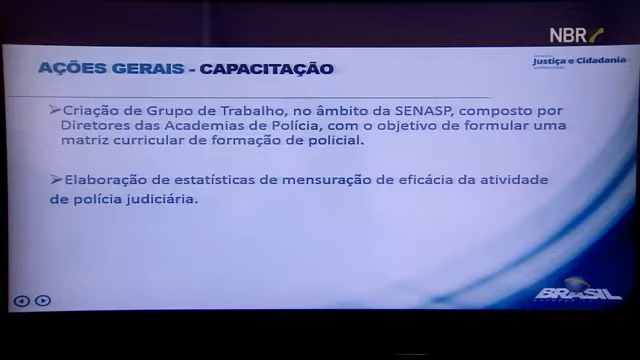 NBR
Justiça e Cidadania
AÇÕES GERAIS - CAPACITAÇÃO
Criação de Grupo de Trabalho, no âmbito da SENASP, composto por
Diretores das Academias de Polícia, com o objetivo de formular uma
matriz curricular de formação de policial.
Elaboração de estatísticas de mensuração de eficácia da atividade
de polícia judiciária.
BRASIL